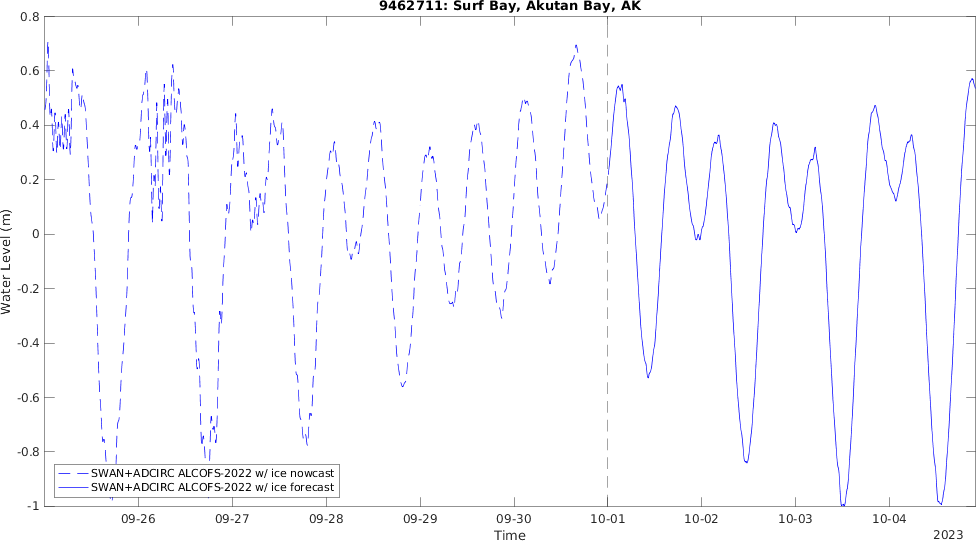 9462711: Surf Bay, Akutan Bay, AK
0.8
0.6
0.4
0.2
0
-0.2
-0.4
-0.6
-0.8
-1
Water Level (m)
SWAN+ADCIRC ALCOFS-2022 w/ ice nowcast
SWAN+ADCIRC ALCOFS-2022 w/ ice forecast
09-26 09-27 09-28 09-29 09-30 10-01 10-02 10-03 10-04
Time
2023